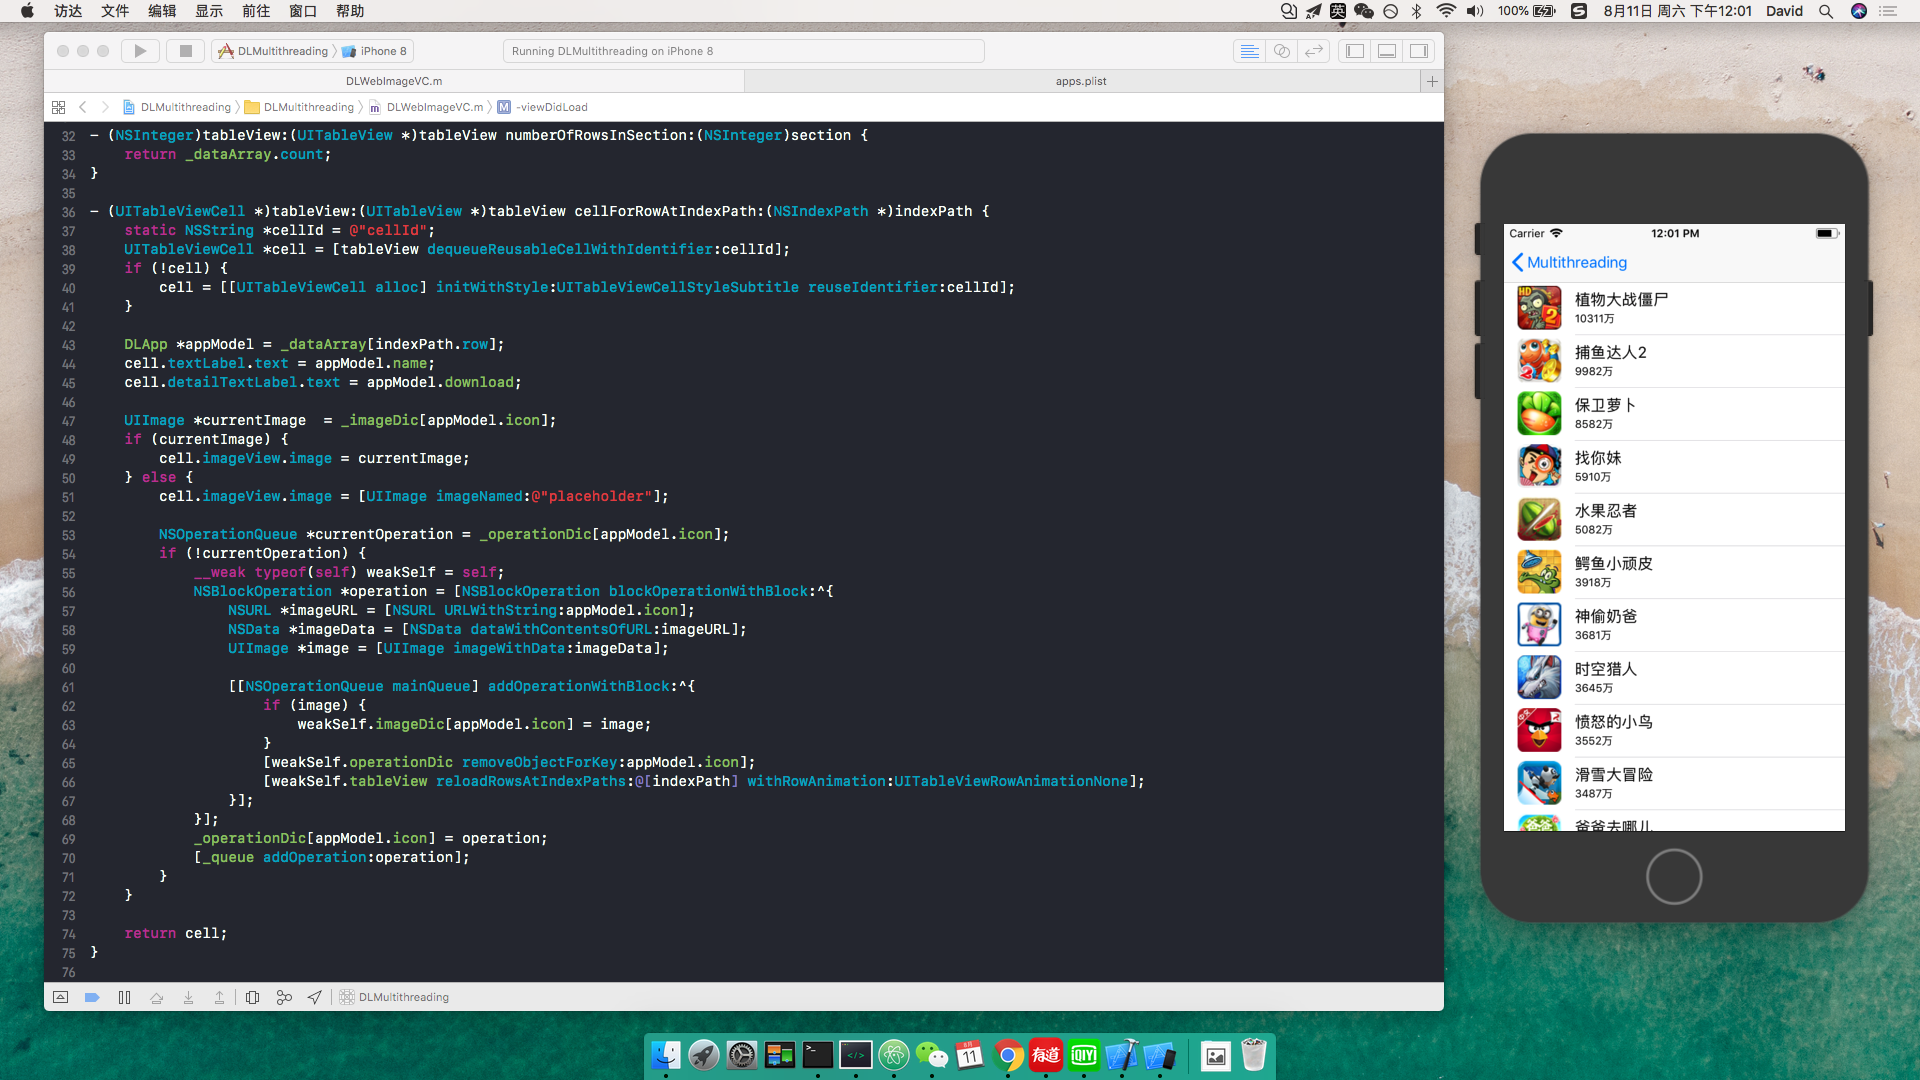 访达 文件 编辑 显示 前往 窗口 帮助
英 100% 8月11日 周六 下午12:01 David
DLMultithreading iPhone 8 Running DLMultithreading on iPhone 8
DLWebImageVC.m apps.plist
DLMultithreading DLMultithreading m DLWebImageVC.m M -viewDidLoad
32 - (NSInteger)tableView:(UITableView *)tableView numberOfRowsInSection:(NSInteger)section {
33 return _dataArray.count;
34 }
35
36 - (UITableViewCell *)tableView:(UITableView *)tableView cellForRowAtIndexPath:(NSIndexPath *)indexPath {
37 static NSString *cellId = @"cellId";
38 UITableViewCell *cell = [tableView dequeueReusableCellWithIdentifier:cellId];
39 if (!cell) {
40 cell = [[UITableViewCell alloc] initWithStyle:UITableViewCellStyleSubtitle reuseIdentifier:cellId];
41 }
42
43 DLApp *appModel = _dataArray[indexPath.row];
44 cell.textLabel.text = appModel.name;
45 cell.detailTextLabel.text = appModel.download;
46
47 UIImage *currentImage  = _imageDic[appModel.icon];
48 if (currentImage) {
49 cell.imageView.image = currentImage;
50 } else {
51 cell.imageView.image = [UIImage imageNamed:@"placeholder"];
52
53 NSOperationQueue *currentOperation = _operationDic[appModel.icon];
54 if (!currentOperation) {
55 __weak typeof(self) weakSelf = self;
56 NSBlockOperation *operation = [NSBlockOperation blockOperationWithBlock:^{
57 NSURL *imageURL = [NSURL URLWithString:appModel.icon];
58 NSData *imageData = [NSData dataWithContentsOfURL:imageURL];
59 UIImage *image = [UIImage imageWithData:imageData];
60
61 [[NSOperationQueue mainQueue] addOperationWithBlock:^{
62 if (image) {
63 weakSelf.imageDic[appModel.icon] = image;
64 }
65 [weakSelf.operationDic removeObjectForKey:appModel.icon];
66 [weakSelf.tableView reloadRowsAtIndexPaths:@[indexPath] withRowAnimation:UITableViewRowAnimationNone];
67 }];
68 }];
69 _operationDic[appModel.icon] = operation;
70 [_queue addOperation:operation];
71 }
72 }
73
74 return cell;
75 }
76
DLMultithreading
Carrier 12:01 PM
Multithreading
植物大战僵尸
10311万
捕鱼达人2
9982万
保卫萝卜
8582万
找你妹
5910万
水果忍者
5082万
鳄鱼小顽皮
3918万
神偷奶爸
3681万
时空猎人
3645万
愤怒的小鸟
3552万
滑雪大冒险
3487万
爸爸去哪儿
HD
2
2
爸爸
8月
11
有道
QIY